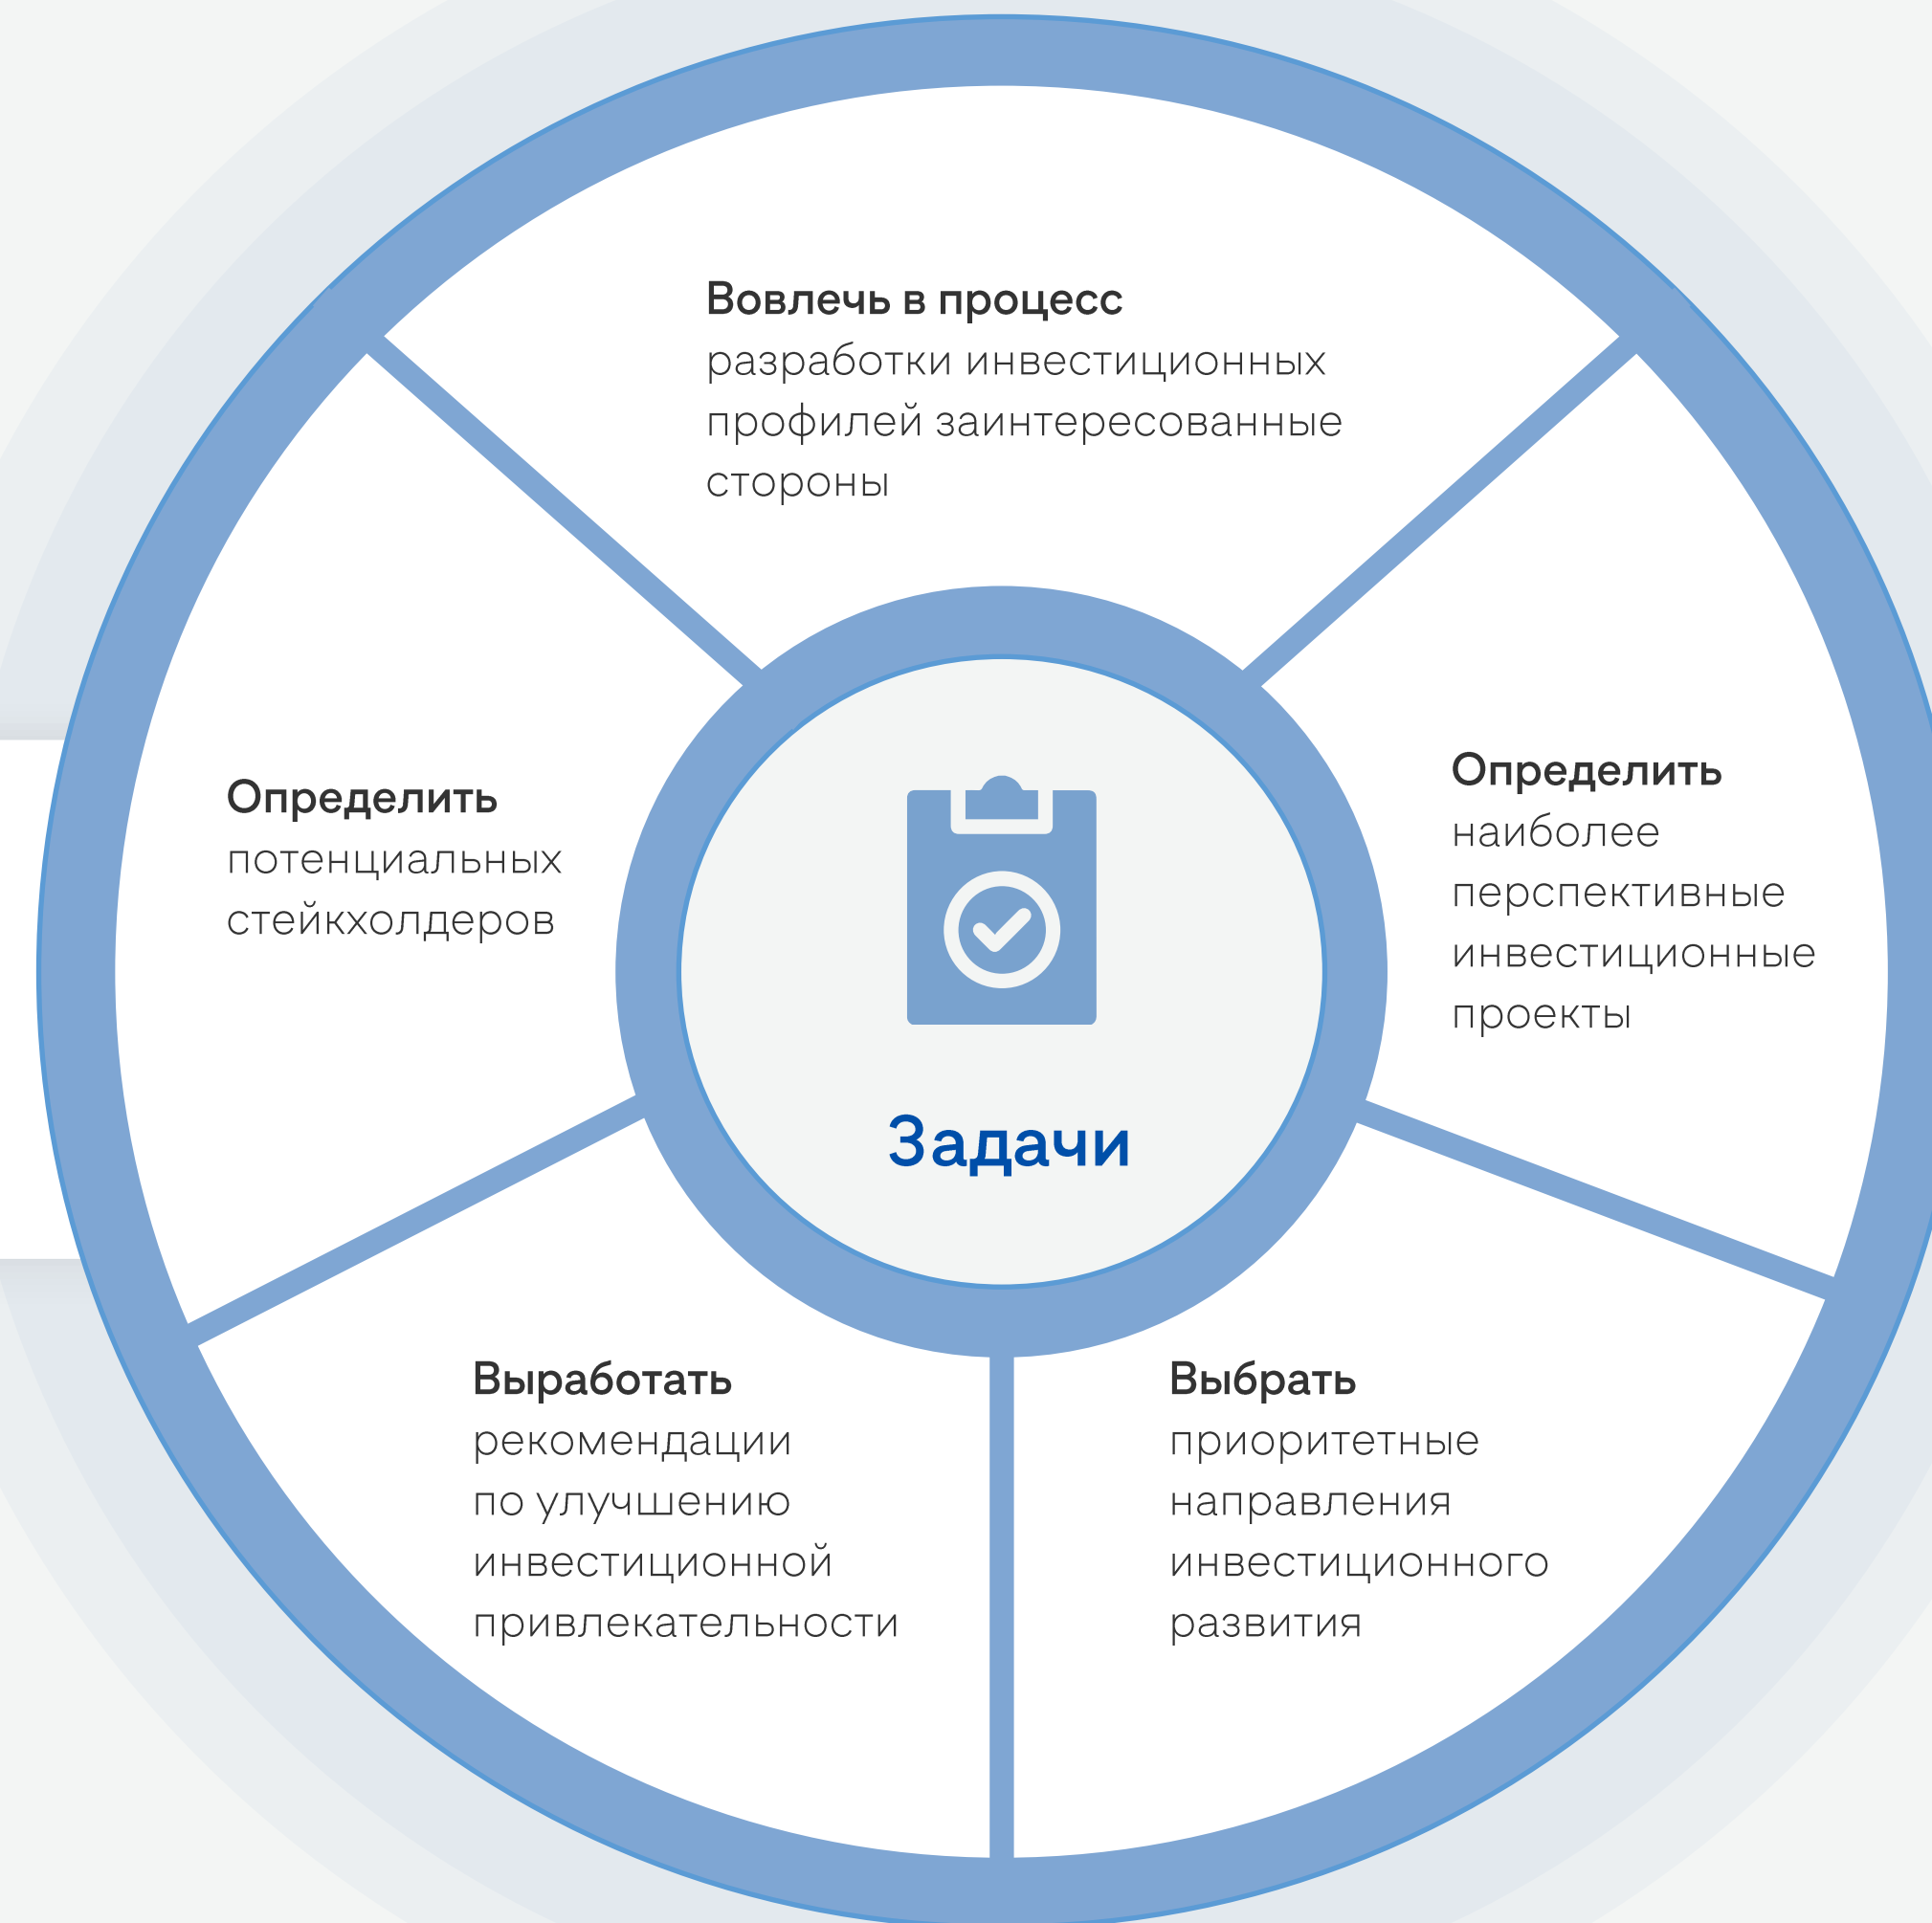 Вовлечь в процесс
разработки инвестиционных
профилей заинтересованные
стороны
Определить
потенциальных
стейкхолдеров
Определить
наиболее
перспективные
инвестиционные
проекты
Задачи
Выработать
рекомендации
по улучшению
инвестиционной
привлекательности
Выбрать
приоритетные
направления
инвестиционного
развития